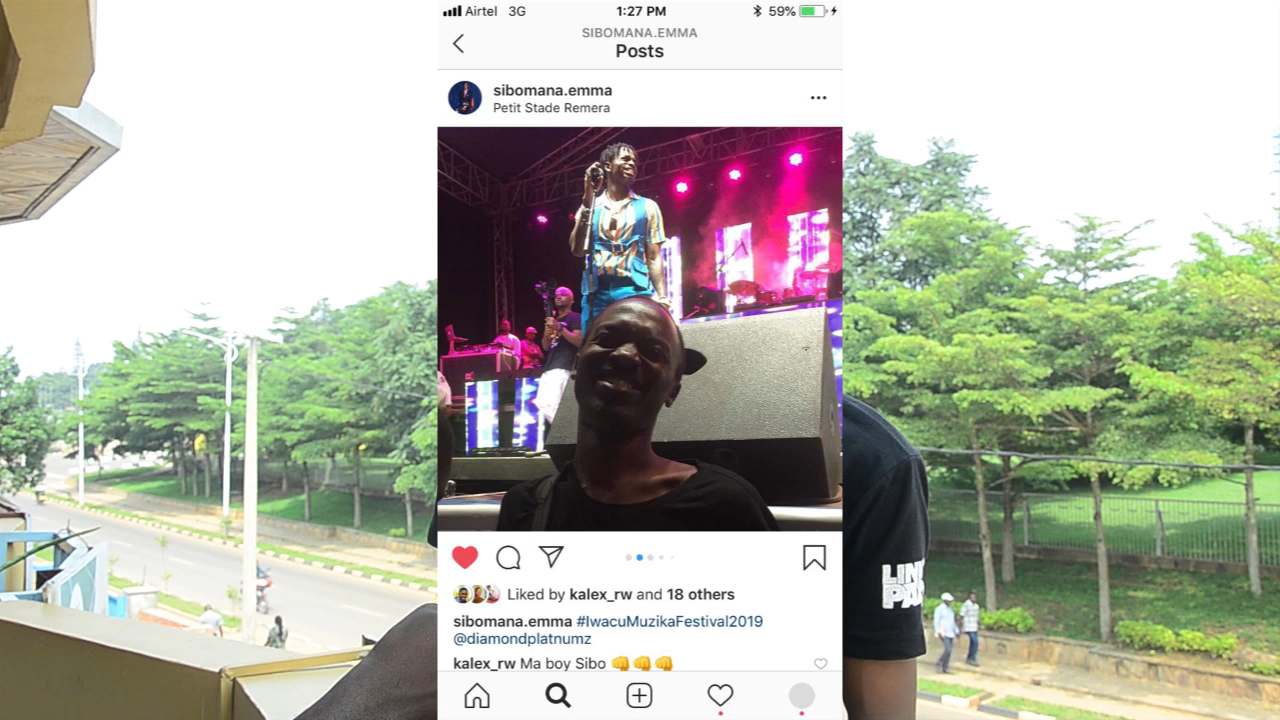 Airtel 3G 1:27 PM 59%
SIBOMANA.EMMA
Posts
sibomana.emma
Petit Stade Remera
Liked by kalex_rw and 18 others
sibomana.emma #IwacuMuzikaFestival2019
@diamondplatnumz
kalex_rw Ma boy Sibo 👊👊👊